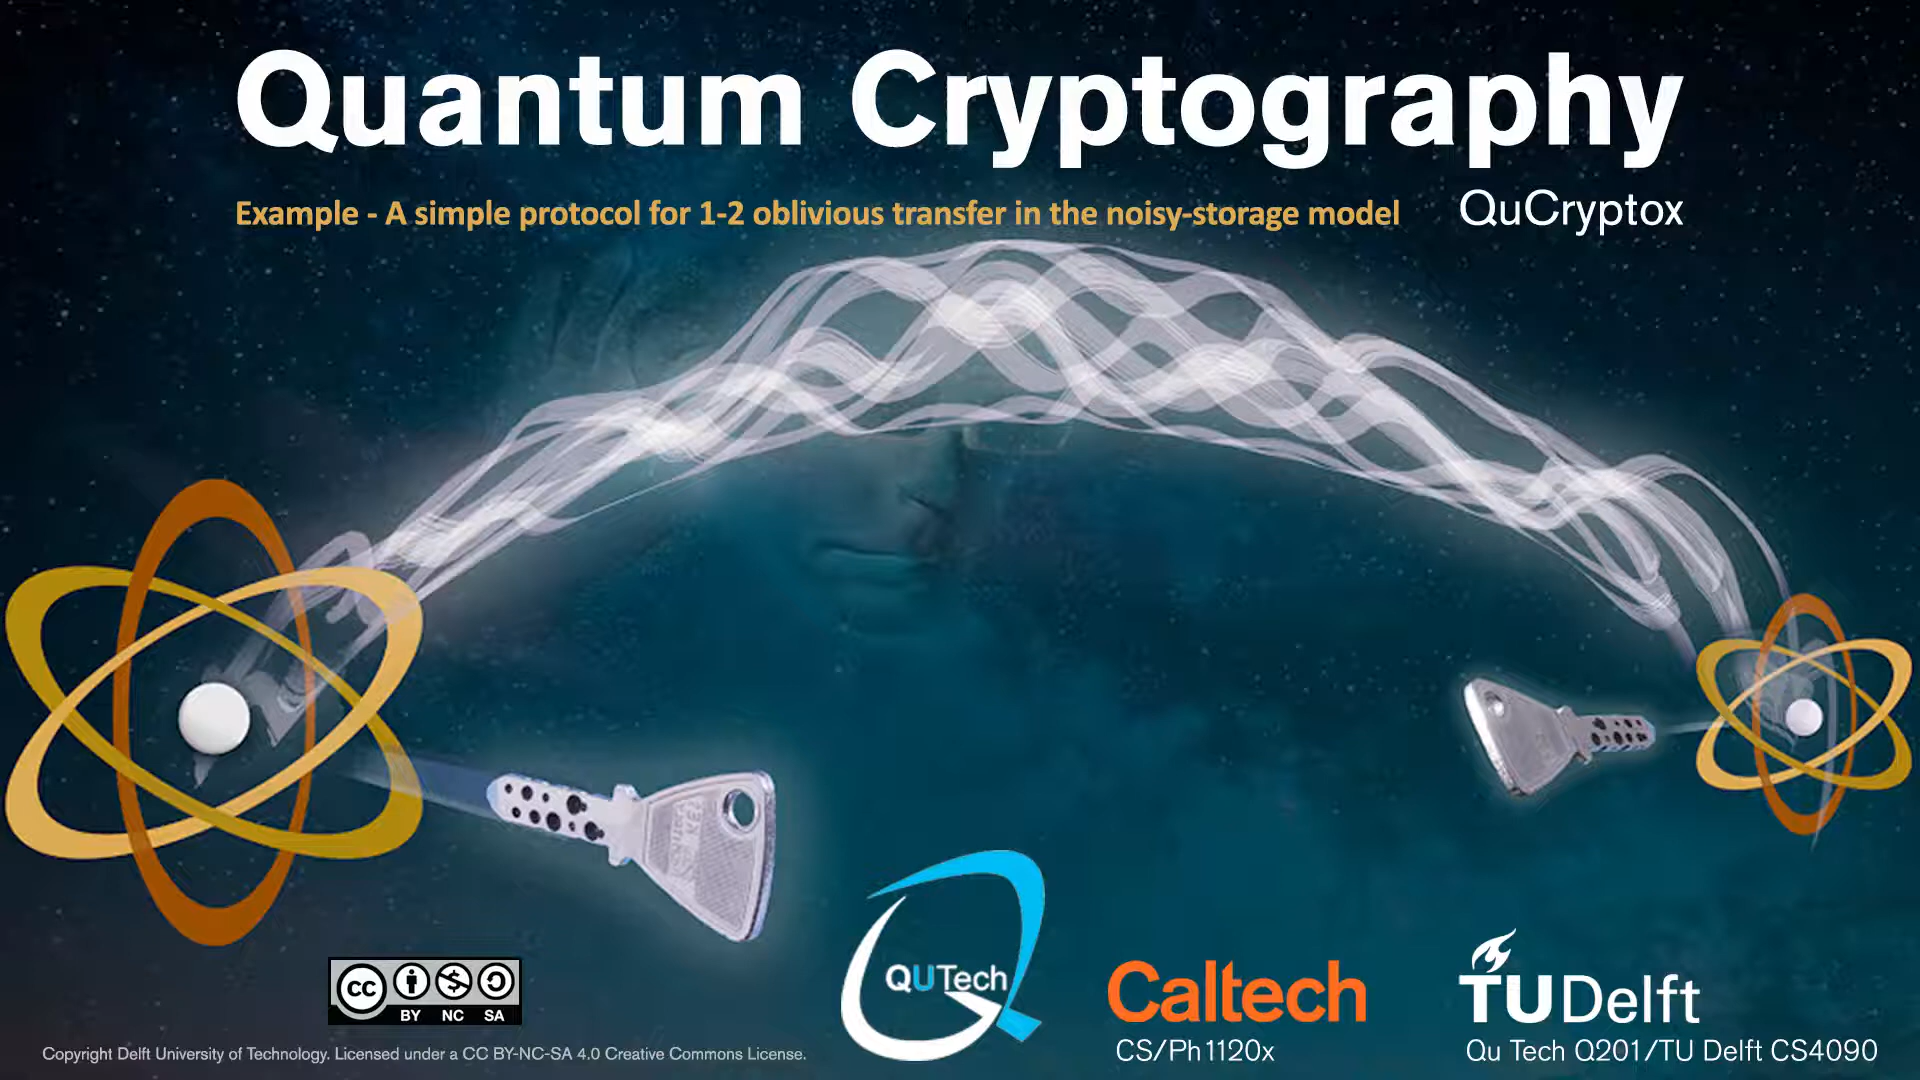 Quantum Cryptography
Example - A simple protocol for 1-2 oblivious transfer in the noisy-storage model
QuCryptox
cc
BY NC SA
Copyright Delft University of Technology. Licensed under a CC BY-NC-SA 4.0 Creative Commons License.
QUTech
Caltech
CS/Ph1120x
TUDelft
Qu Tech Q201/TU Delft CS4090